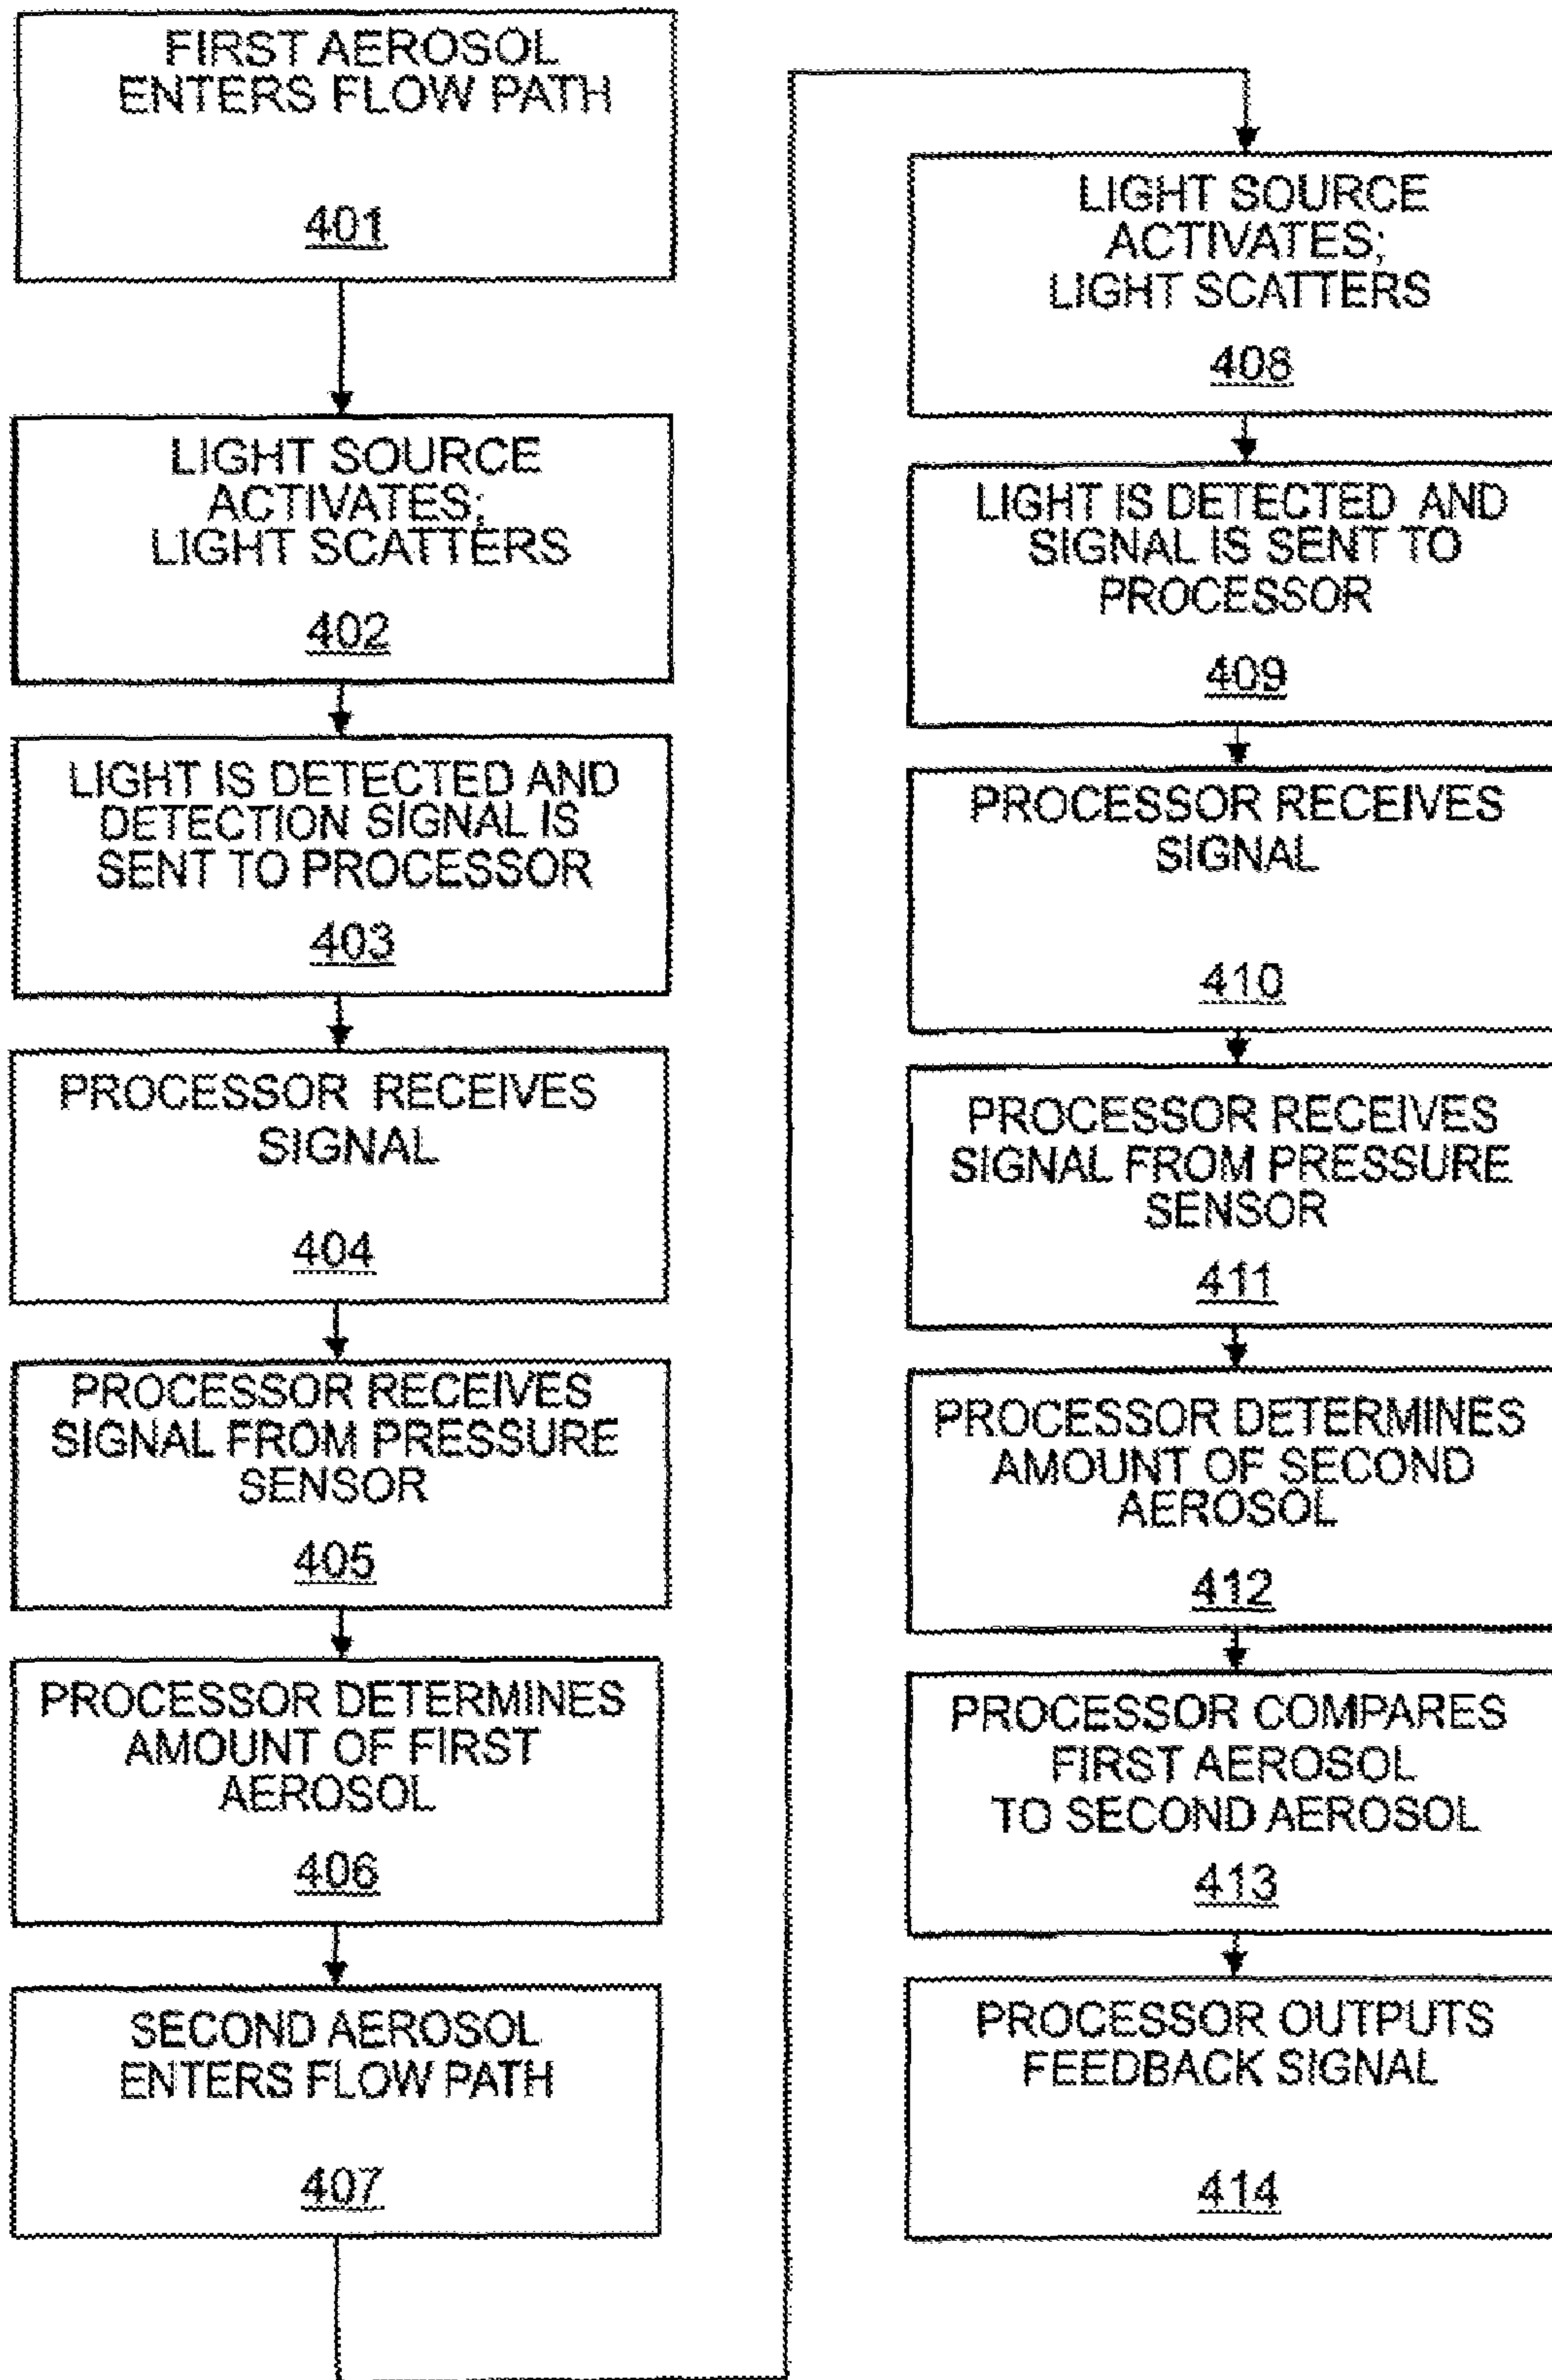 FIRST AEROSOL
ENTERS FLOW PATH
401
LIGHT SOURCE
ACTIVATES;
LIGHT SCATTERS
402
LIGHT IS DETECTED AND
DETECTION SIGNAL IS
SENT TO PROCESSOR
403
PROCESSOR RECEIVES
SIGNAL
404
PROCESSOR RECEIVES
SIGNAL FROM PRESSURE
SENSOR
405
PROCESSOR DETERMINES
AMOUNT OF FIRST
AEROSOL
406
SECOND AEROSOL
ENTERS FLOW PATH
407
LIGHT SOURCE
ACTIVATES;
LIGHT SCATTERS
408
LIGHT IS DETECTED AND
SIGNAL IS SENT TO
PROCESSOR
409
PROCESSOR RECEIVES
SIGNAL
410
PROCESSOR RECEIVES
SIGNAL FROM PRESSURE
SENSOR
411
PROCESSOR DETERMINES
AMOUNT OF SECOND
AEROSOL
412
PROCESSOR COMPARES
FIRST AEROSOL
TO SECOND AEROSOL
413
PROCESSOR OUTPUTS
FEEDBACK SIGNAL
414